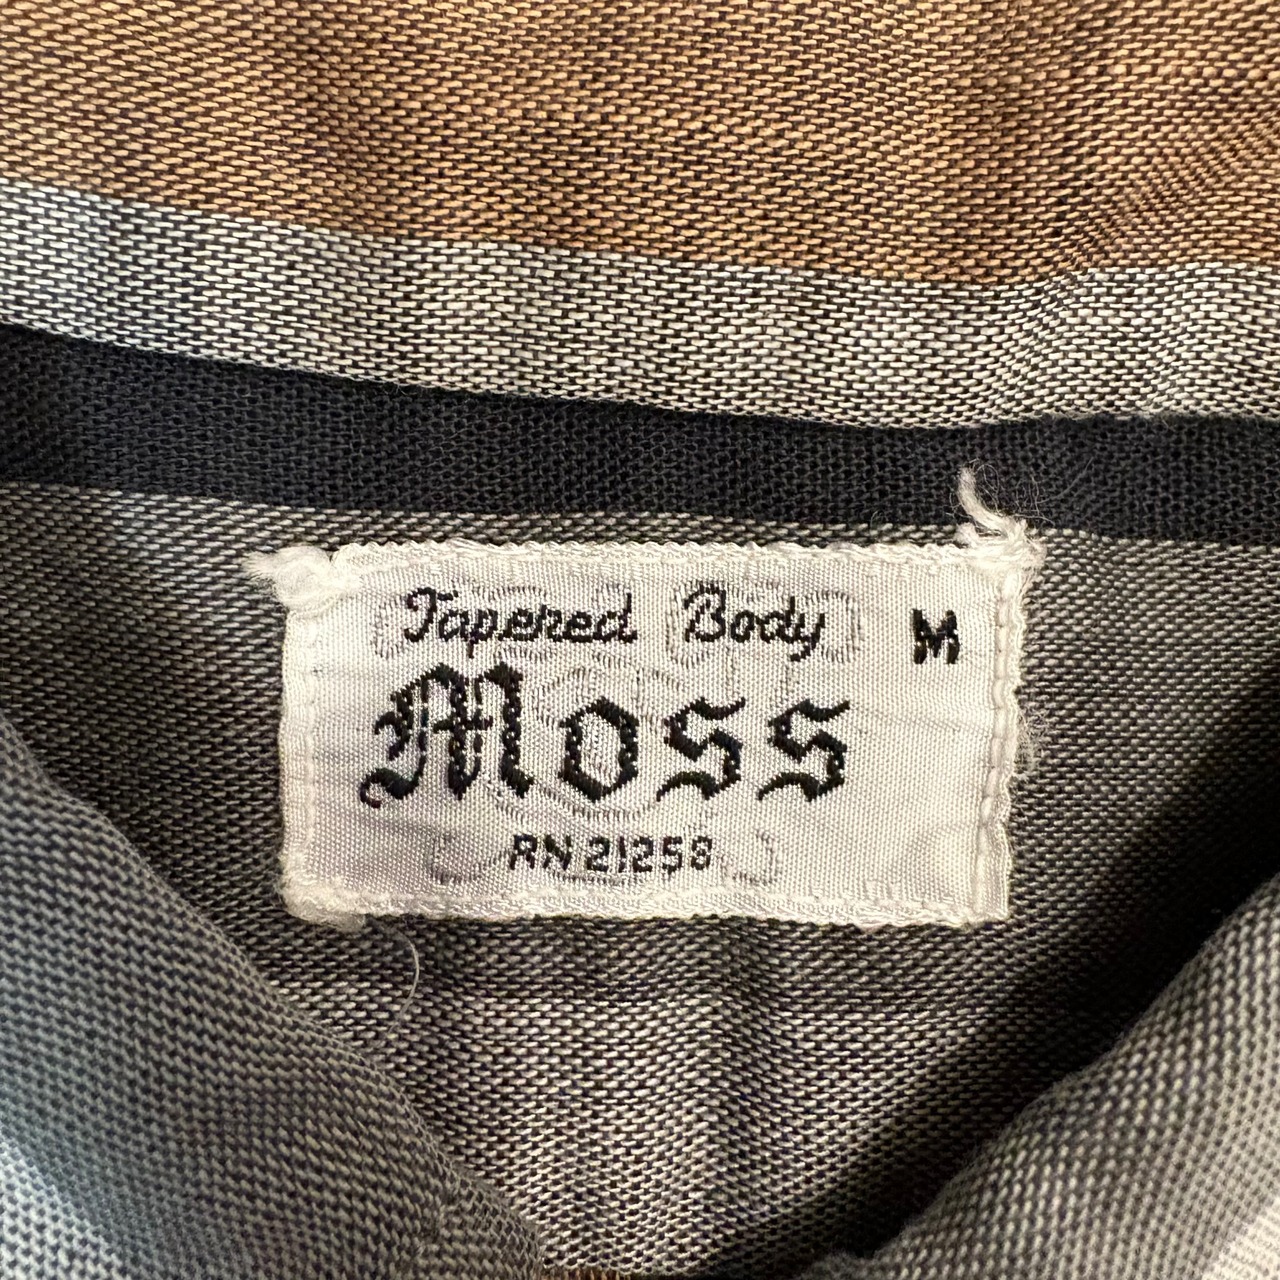 Tapered Body M
Moss
RN 21258